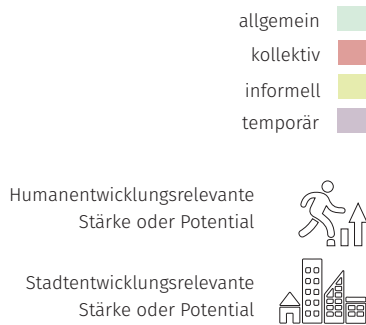 allgemein
kollektiv
informell
temporär
Humanentwicklungsrelevante
Stärke oder Potential
Stadtentwicklungsrelevante
Stärke oder Potential